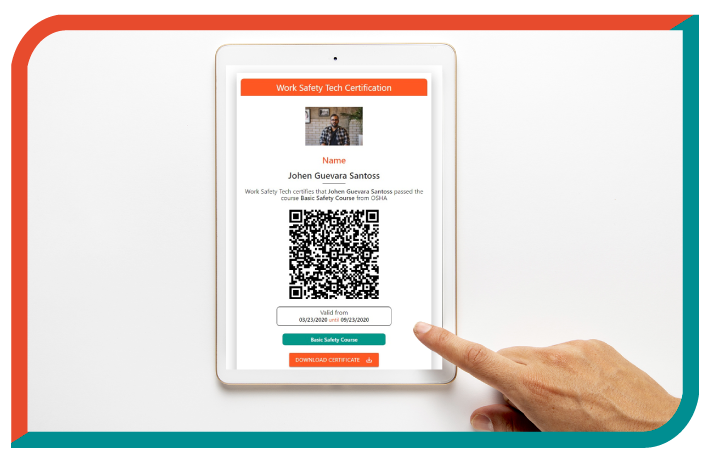 Work Safety Tech Certification
Name
Johen Guevara Santoss
Work Safety Tech certifies that Johen Guevara Santoss passed the
course Basic Safety Course from OSHA
Valid from
03/23/2020 until 09/23/2020
Basic Safety Course
DOWNLOAD CERTIFICATE